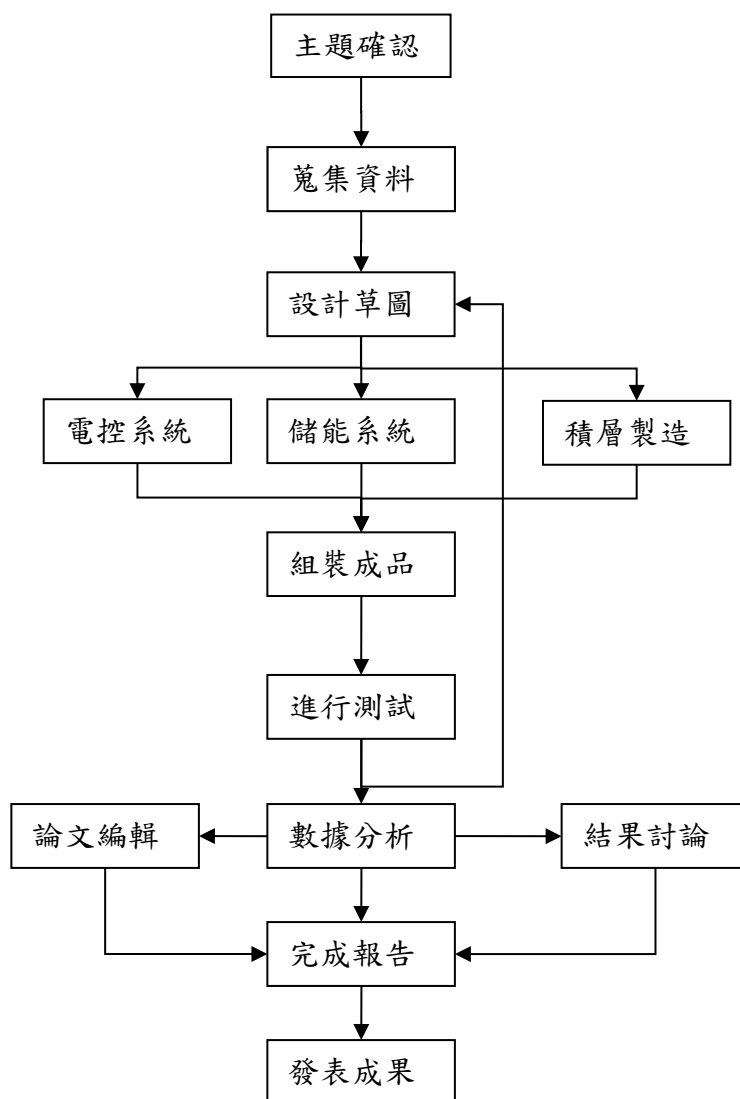 主題確認
蒐集資料
設計草圖
電控系統
儲能系統
積層製造
組裝成品
進行測試
論文編輯
數據分析
結果討論
完成報告
發表成果